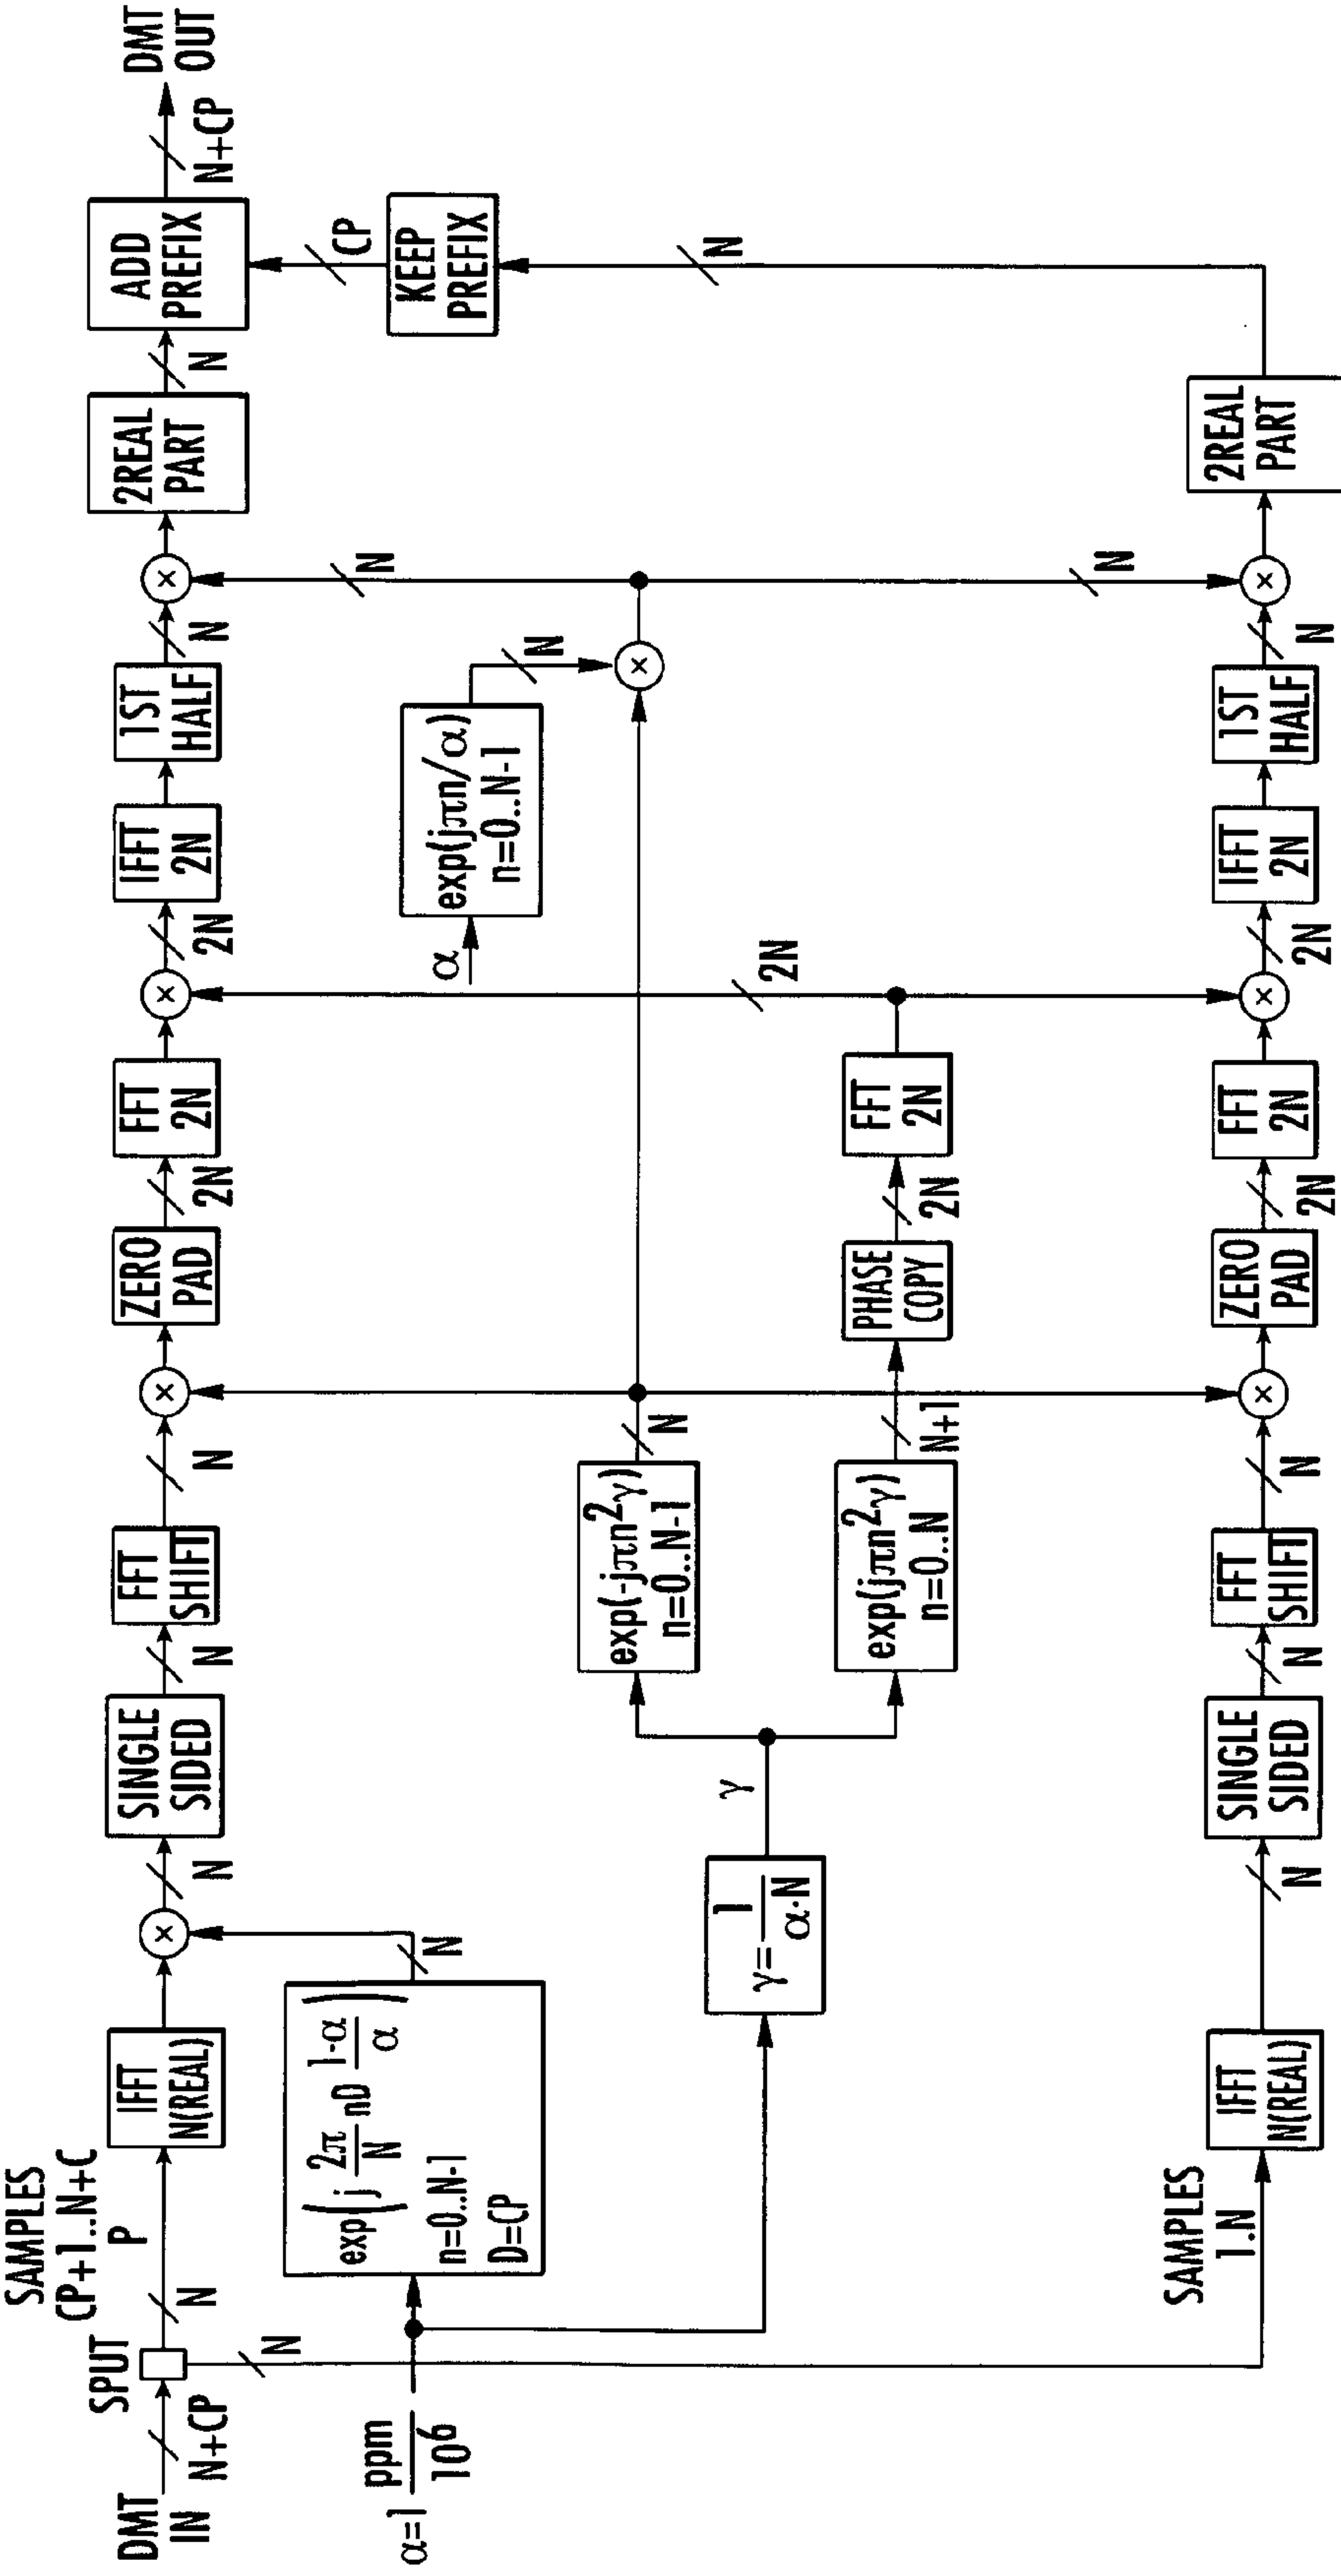 DMT
IN
N+CP
SPUT
N
SAMPLES
CP+1..N+C
P
IFFT
N(REAL)
×
N
SINGLE
SIDED
N
FFT
SHIFT
N
×
ZERO
PAD
2N
FFT
2N
×
2N
IFFT
2N
1ST
HALF
N
×
2REAL
PART
N
ADD
PREFIX
N+CP
DMT
OUT
N
α=1 ppm/10^6
exp(j 2π/N nD 1-α/α)
n=0..N-1
D=CP
N
α
exp(jπn/α)
n=0..N-1
N
×
N
N
CP
KEEP
PREFIX
N
γ= 1/α·N
γ
exp(-jπn²γ)
n=0..N-1
N
exp(jπn²γ)
n=0..N
N+1
PHASE
COPY
2N
FFT
2N
2N
SAMPLES
1.N
IFFT
N(REAL)
N
SINGLE
SIDED
N
FFT
SHIFT
N
×
ZERO
PAD
2N
FFT
2N
×
2N
IFFT
2N
1ST
HALF
N
×
2REAL
PART